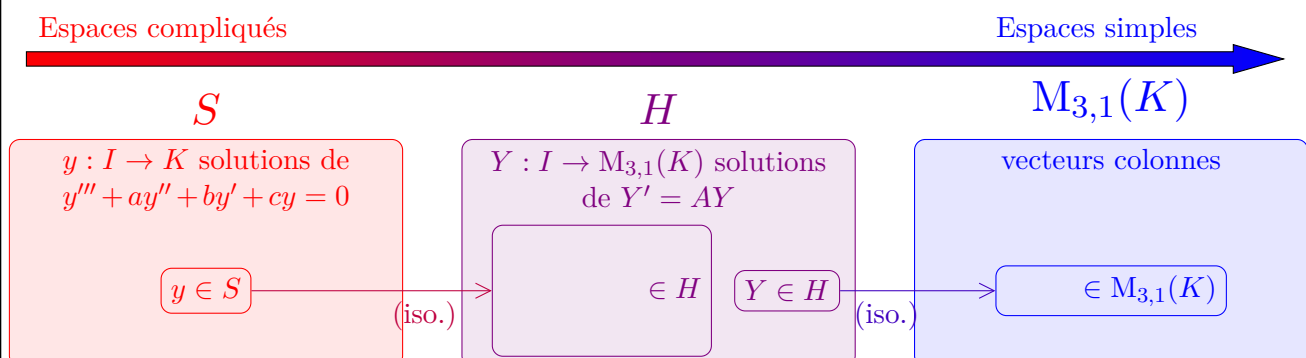 Espaces compliqués
Espaces simples
S
H
M₃,₁(K)
y : I → K solutions de
y''' + ay'' + by' + cy = 0
Y : I → M₃,₁(K) solutions
de Y' = AY
vecteurs colonnes
y ∈ S
(iso.)
∈ H
Y ∈ H
(iso.)
∈ M₃,₁(K)